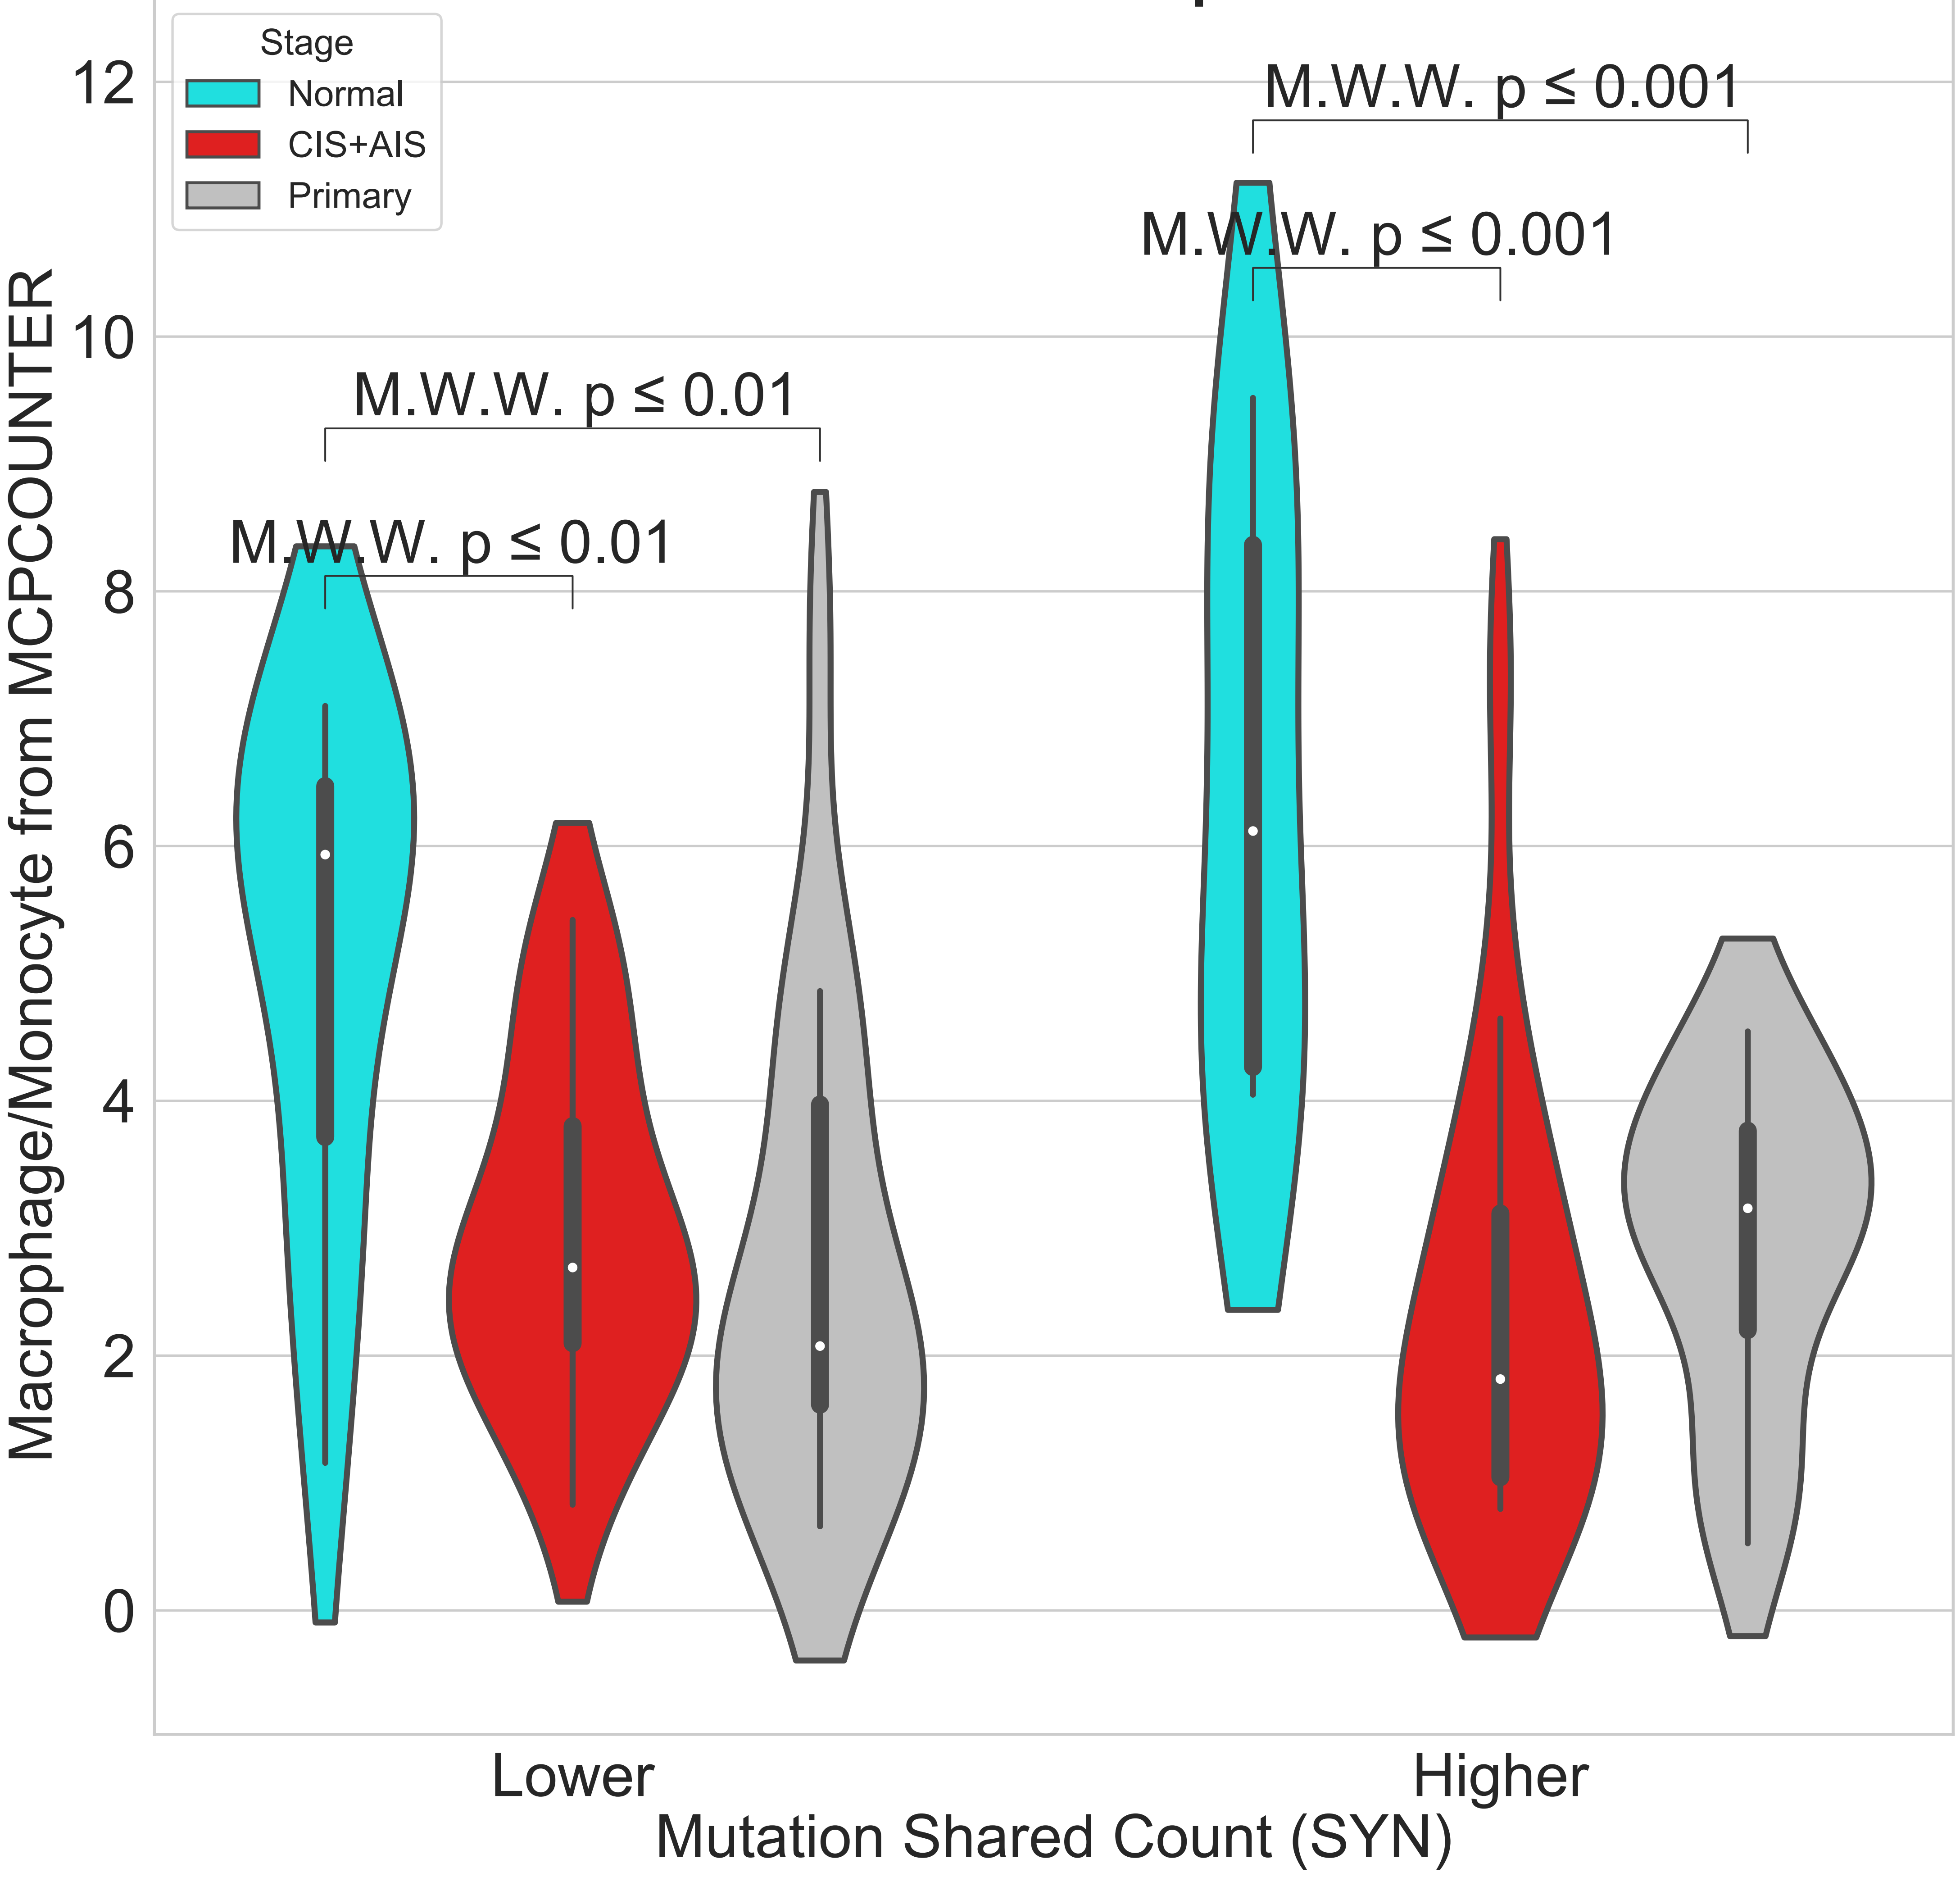 Stage
Normal
CIS+AIS
Primary
M.W.W. p ≤ 0.001
M.W.W. p ≤ 0.001
M.W.W. p ≤ 0.01
M.W.W. p ≤ 0.01
12
10
8
6
4
2
0
Macrophage/Monocyte from MCPCOUNTER
Lower
Higher
Mutation Shared Count (SYN)